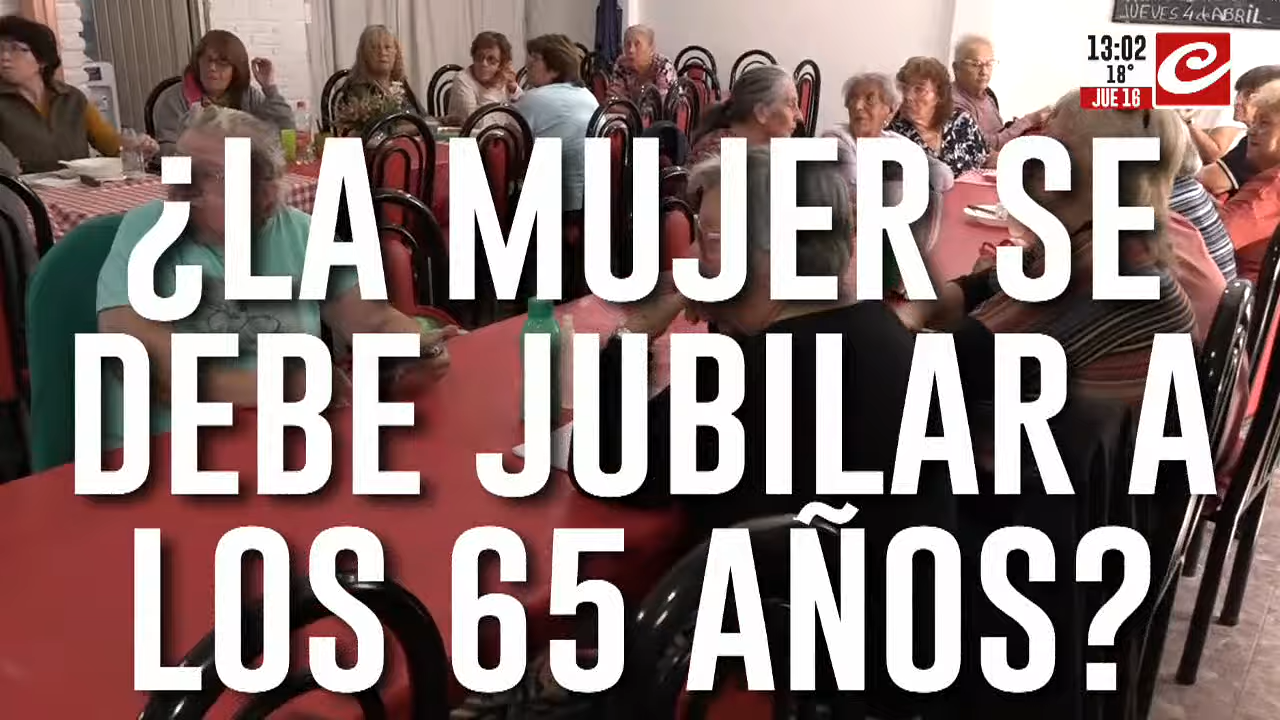 JUEVES 4 de ABRIL
13:02
18°
JUE 16
¿LA MUJER SE
DEBE JUBILAR A
LOS 65 AÑOS?